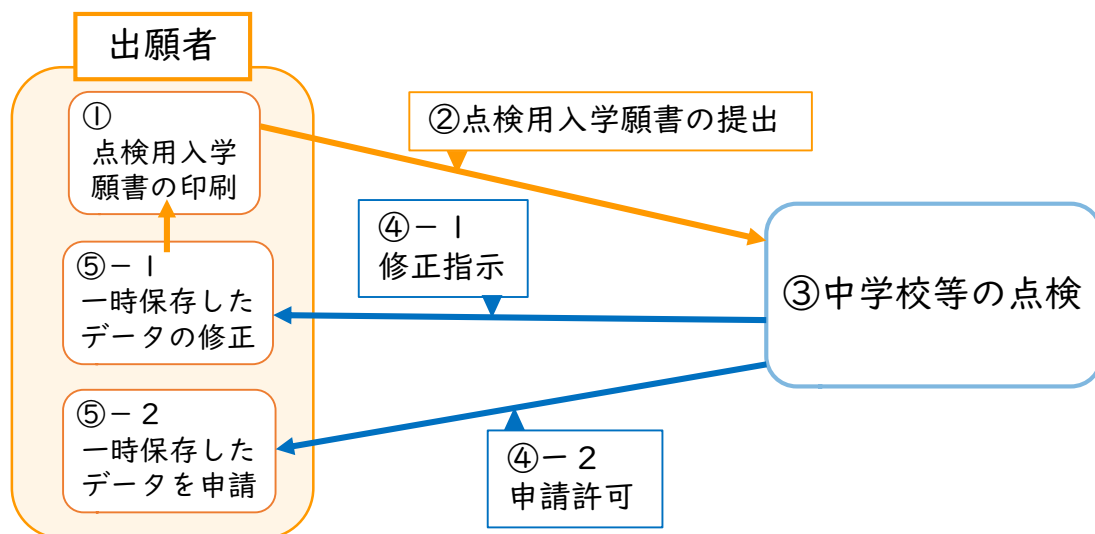 出願者
①
点検用入学
願書の印刷
②点検用入学願書の提出
③中学校等の点検
④－１
修正指示
⑤－１
一時保存した
データの修正
④－２
申請許可
⑤－２
一時保存した
データを申請